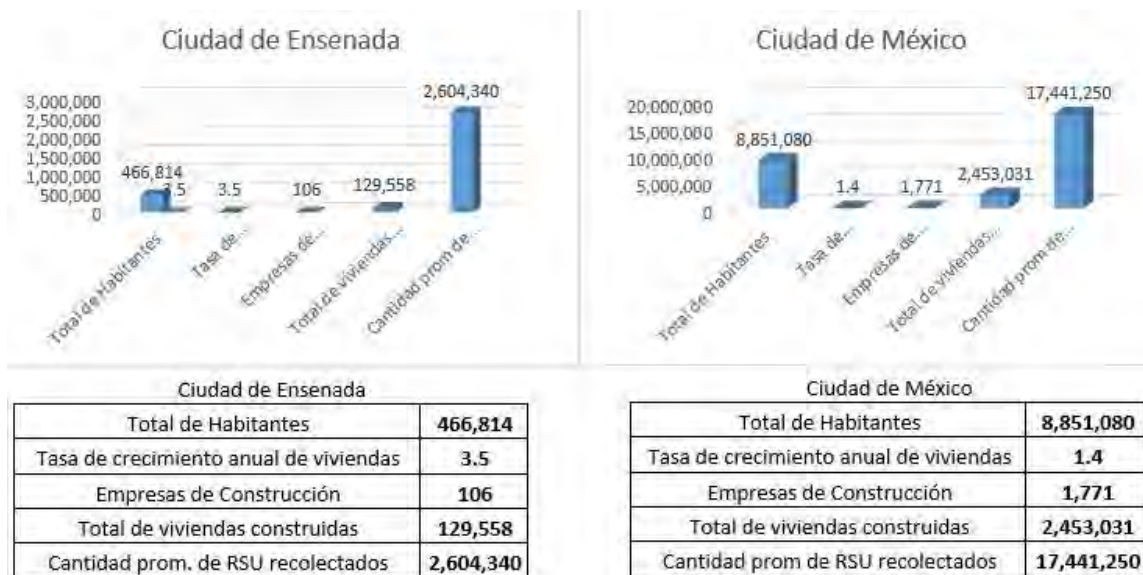 Ciudad de Ensenada
3,000,000
2,500,000
2,000,000
1,500,000
1,000,000
500,000
0
466,814
3.5
3.5
106
129,558
2,604,340
Total de Habitantes
Tasa de...
Empresas de...
Total de viviendas...
Cantidad prom de...
Ciudad de México
20,000,000
15,000,000
10,000,000
5,000,000
0
8,851,080
1.4
1,771
2,453,031
17,441,250
Total de Habitantes
Tasa de...
Empresas de...
Total de viviendas...
Cantidad prom de...
Ciudad de Ensenada
Total de Habitantes 466,814
Tasa de crecimiento anual de viviendas 3.5
Empresas de Construcción 106
Total de viviendas construidas 129,558
Cantidad prom. de RSU recolectados 2,604,340
Ciudad de México
Total de Habitantes 8,851,080
Tasa de crecimiento anual de viviendas 1.4
Empresas de Construcción 1,771
Total de viviendas construidas 2,453,031
Cantidad prom de RSU recolectados 17,441,250